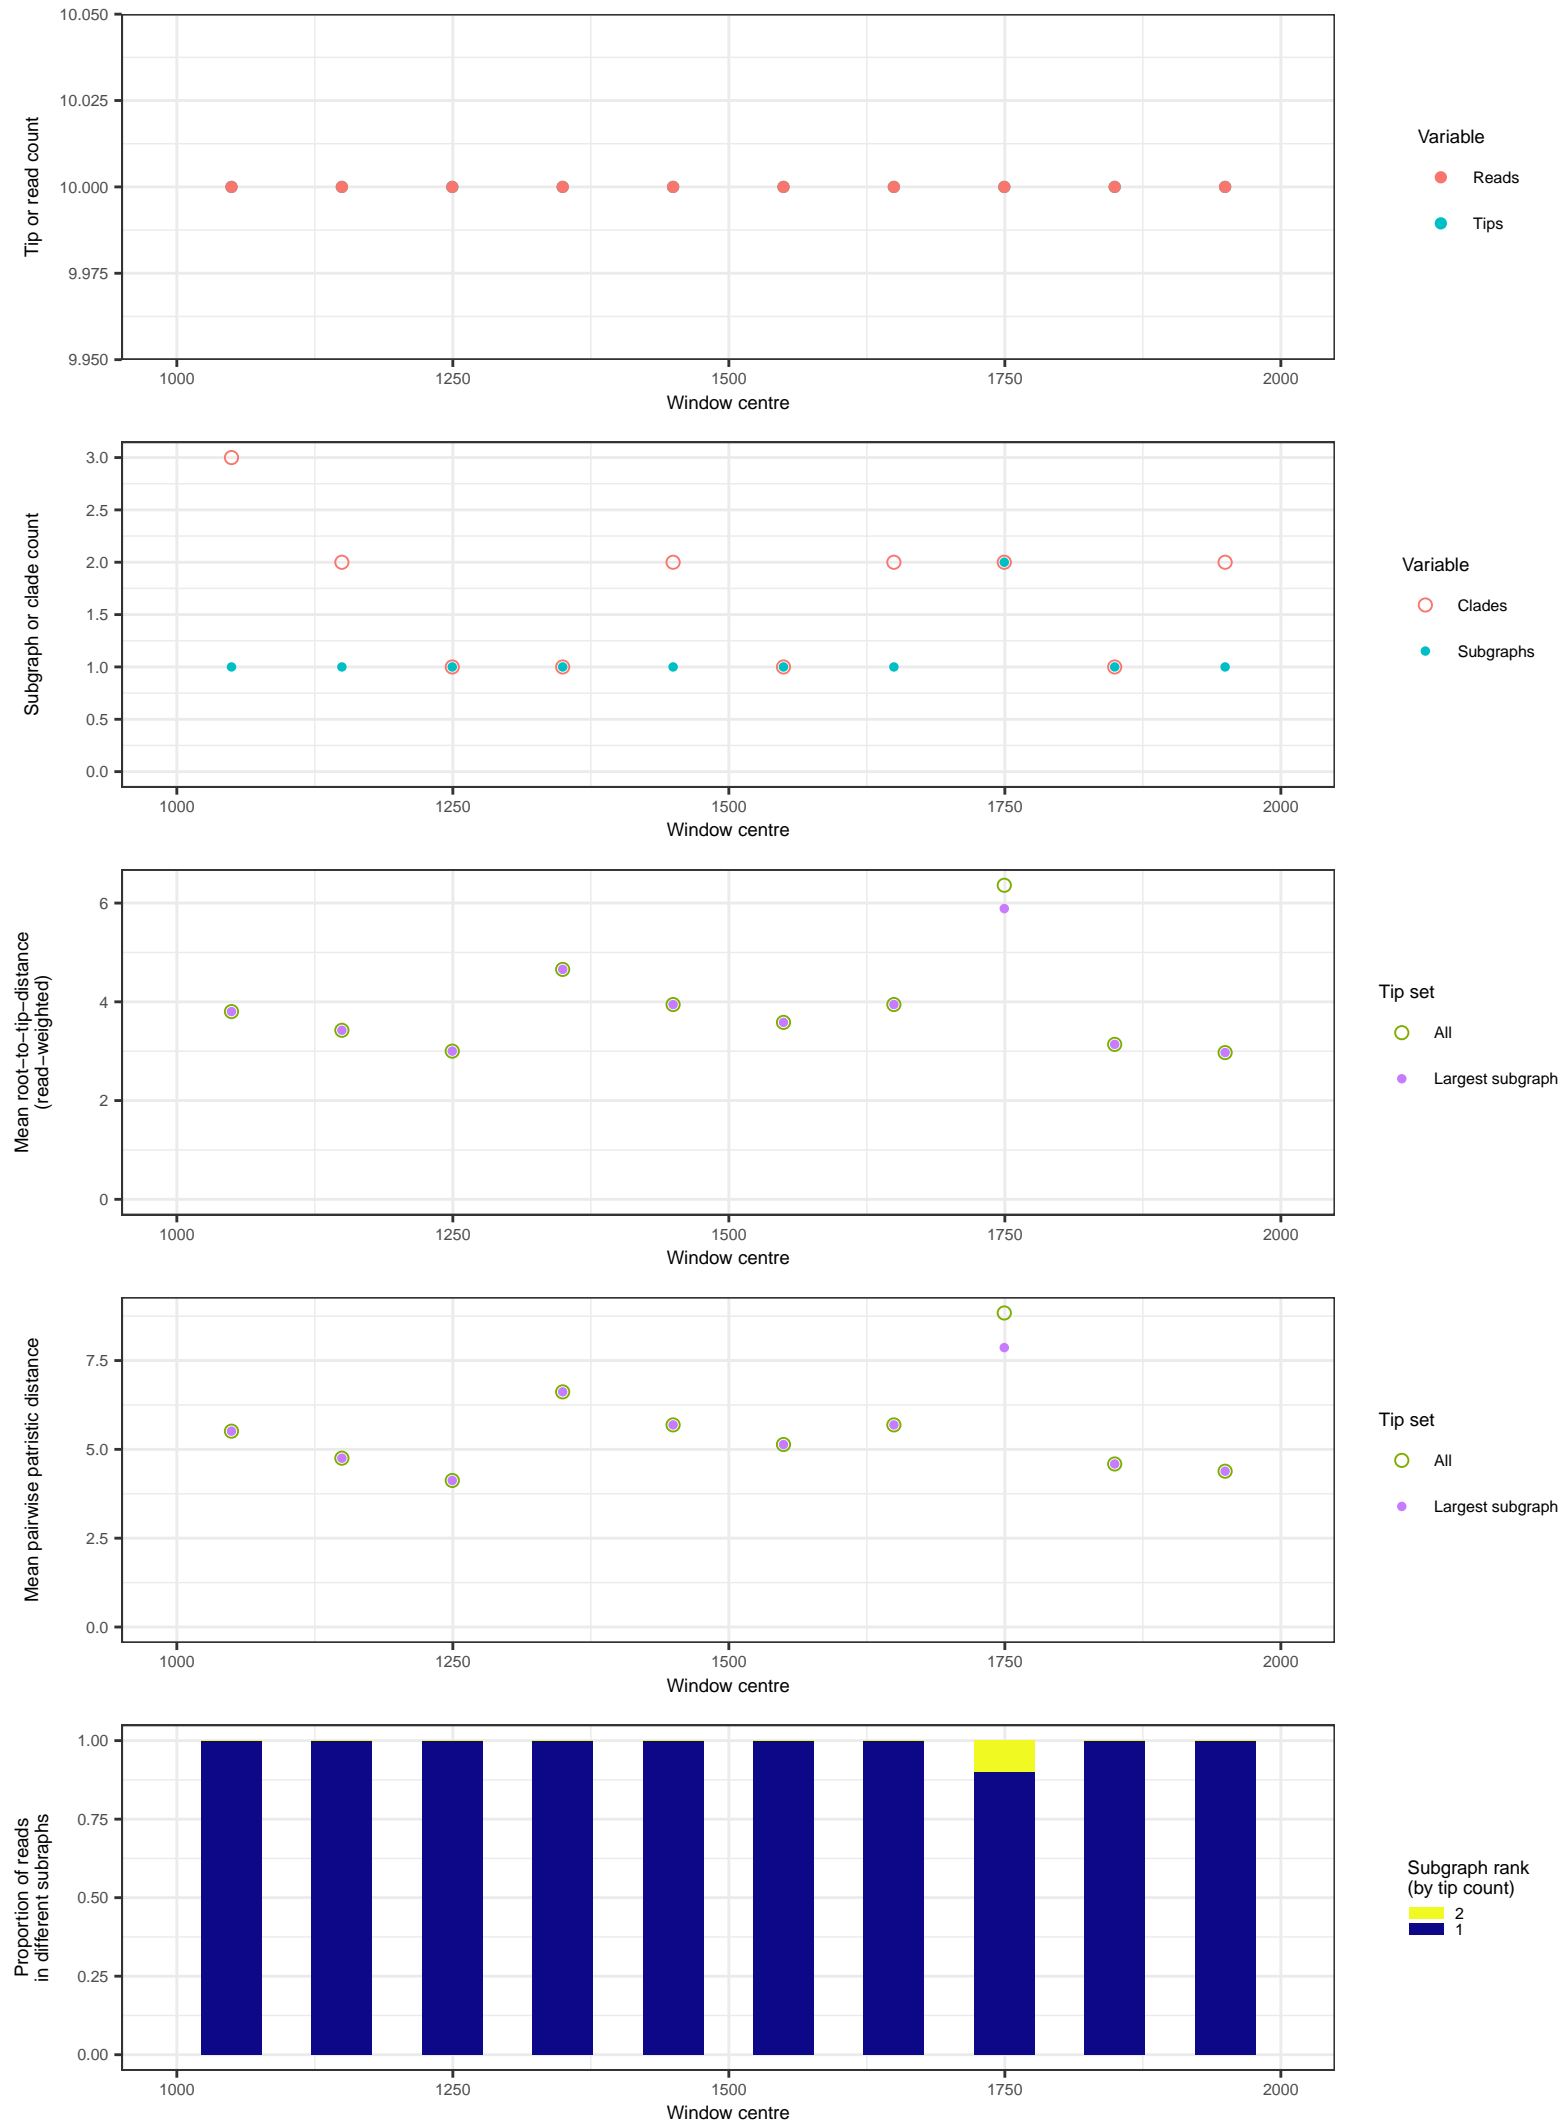 10.050
10.025
10.000
9.975
9.950
Tip or read count
1000 1250 1500 1750 2000
Window centre
Variable
Reads
Tips
3.0
2.5
2.0
1.5
1.0
0.5
0.0
Subgraph or clade count
1000 1250 1500 1750 2000
Window centre
Variable
Clades
Subgraphs
6
4
2
0
Mean root−to−tip−distance
(read−weighted)
1000 1250 1500 1750 2000
Window centre
Tip set
All
Largest subgraph
7.5
5.0
2.5
0.0
Mean pairwise patristic distance
1000 1250 1500 1750 2000
Window centre
Tip set
All
Largest subgraph
1.00
0.75
0.50
0.25
0.00
Proportion of reads
in different subraphs
1000 1250 1500 1750 2000
Window centre
Subgraph rank
(by tip count)
2
1